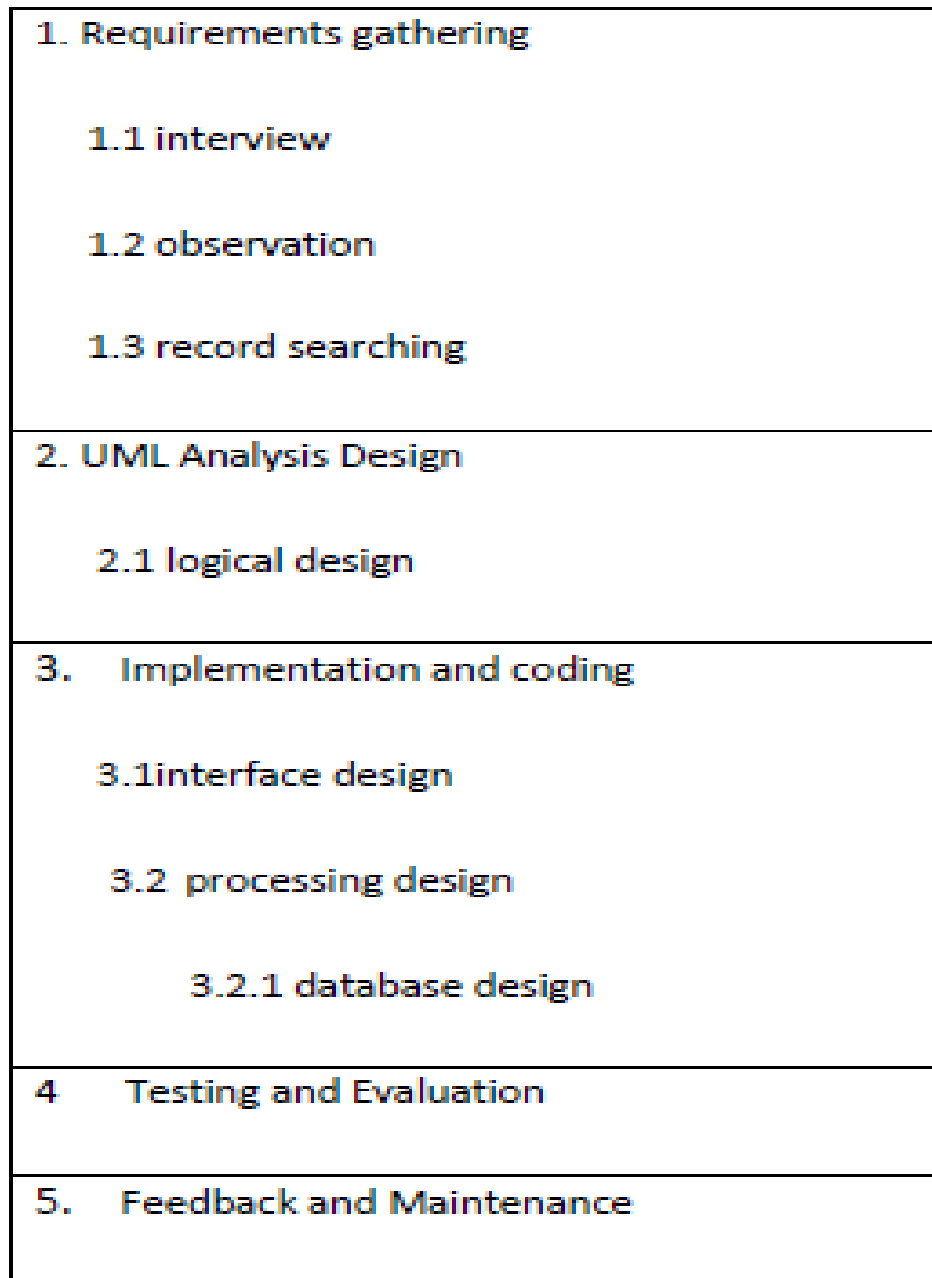 1. Requirements gathering
1.1 interview
1.2 observation
1.3 record searching
2. UML Analysis Design
2.1 logical design
3. Implementation and coding
3.1interface design
3.2 processing design
3.2.1 database design
4 Testing and Evaluation
5. Feedback and Maintenance